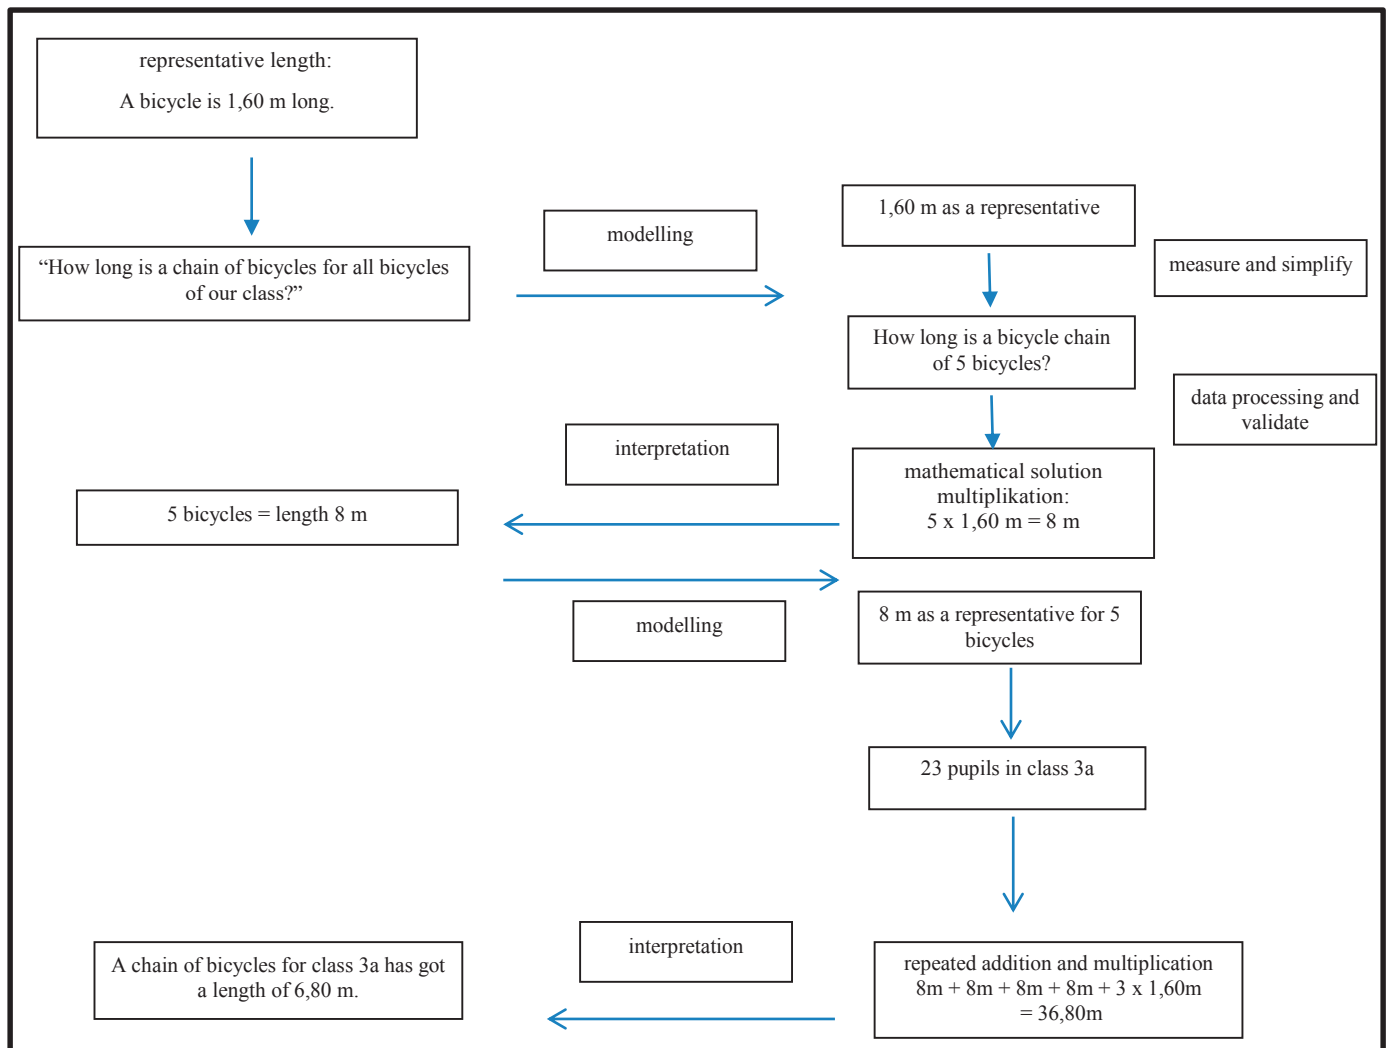 representative length:
A bicycle is 1,60 m long.
“How long is a chain of bicycles for all bicycles
of our class?”
modelling
1,60 m as a representative
measure and simplify
How long is a bicycle chain
of 5 bicycles?
data processing and
validate
interpretation
mathematical solution
multiplikation:
5 x 1,60 m = 8 m
5 bicycles = length 8 m
modelling
8 m as a representative for 5
bicycles
23 pupils in class 3a
interpretation
repeated addition and multiplication
8m + 8m + 8m + 8m + 3 x 1,60m
= 36,80m
A chain of bicycles for class 3a has got
a length of 6,80 m.